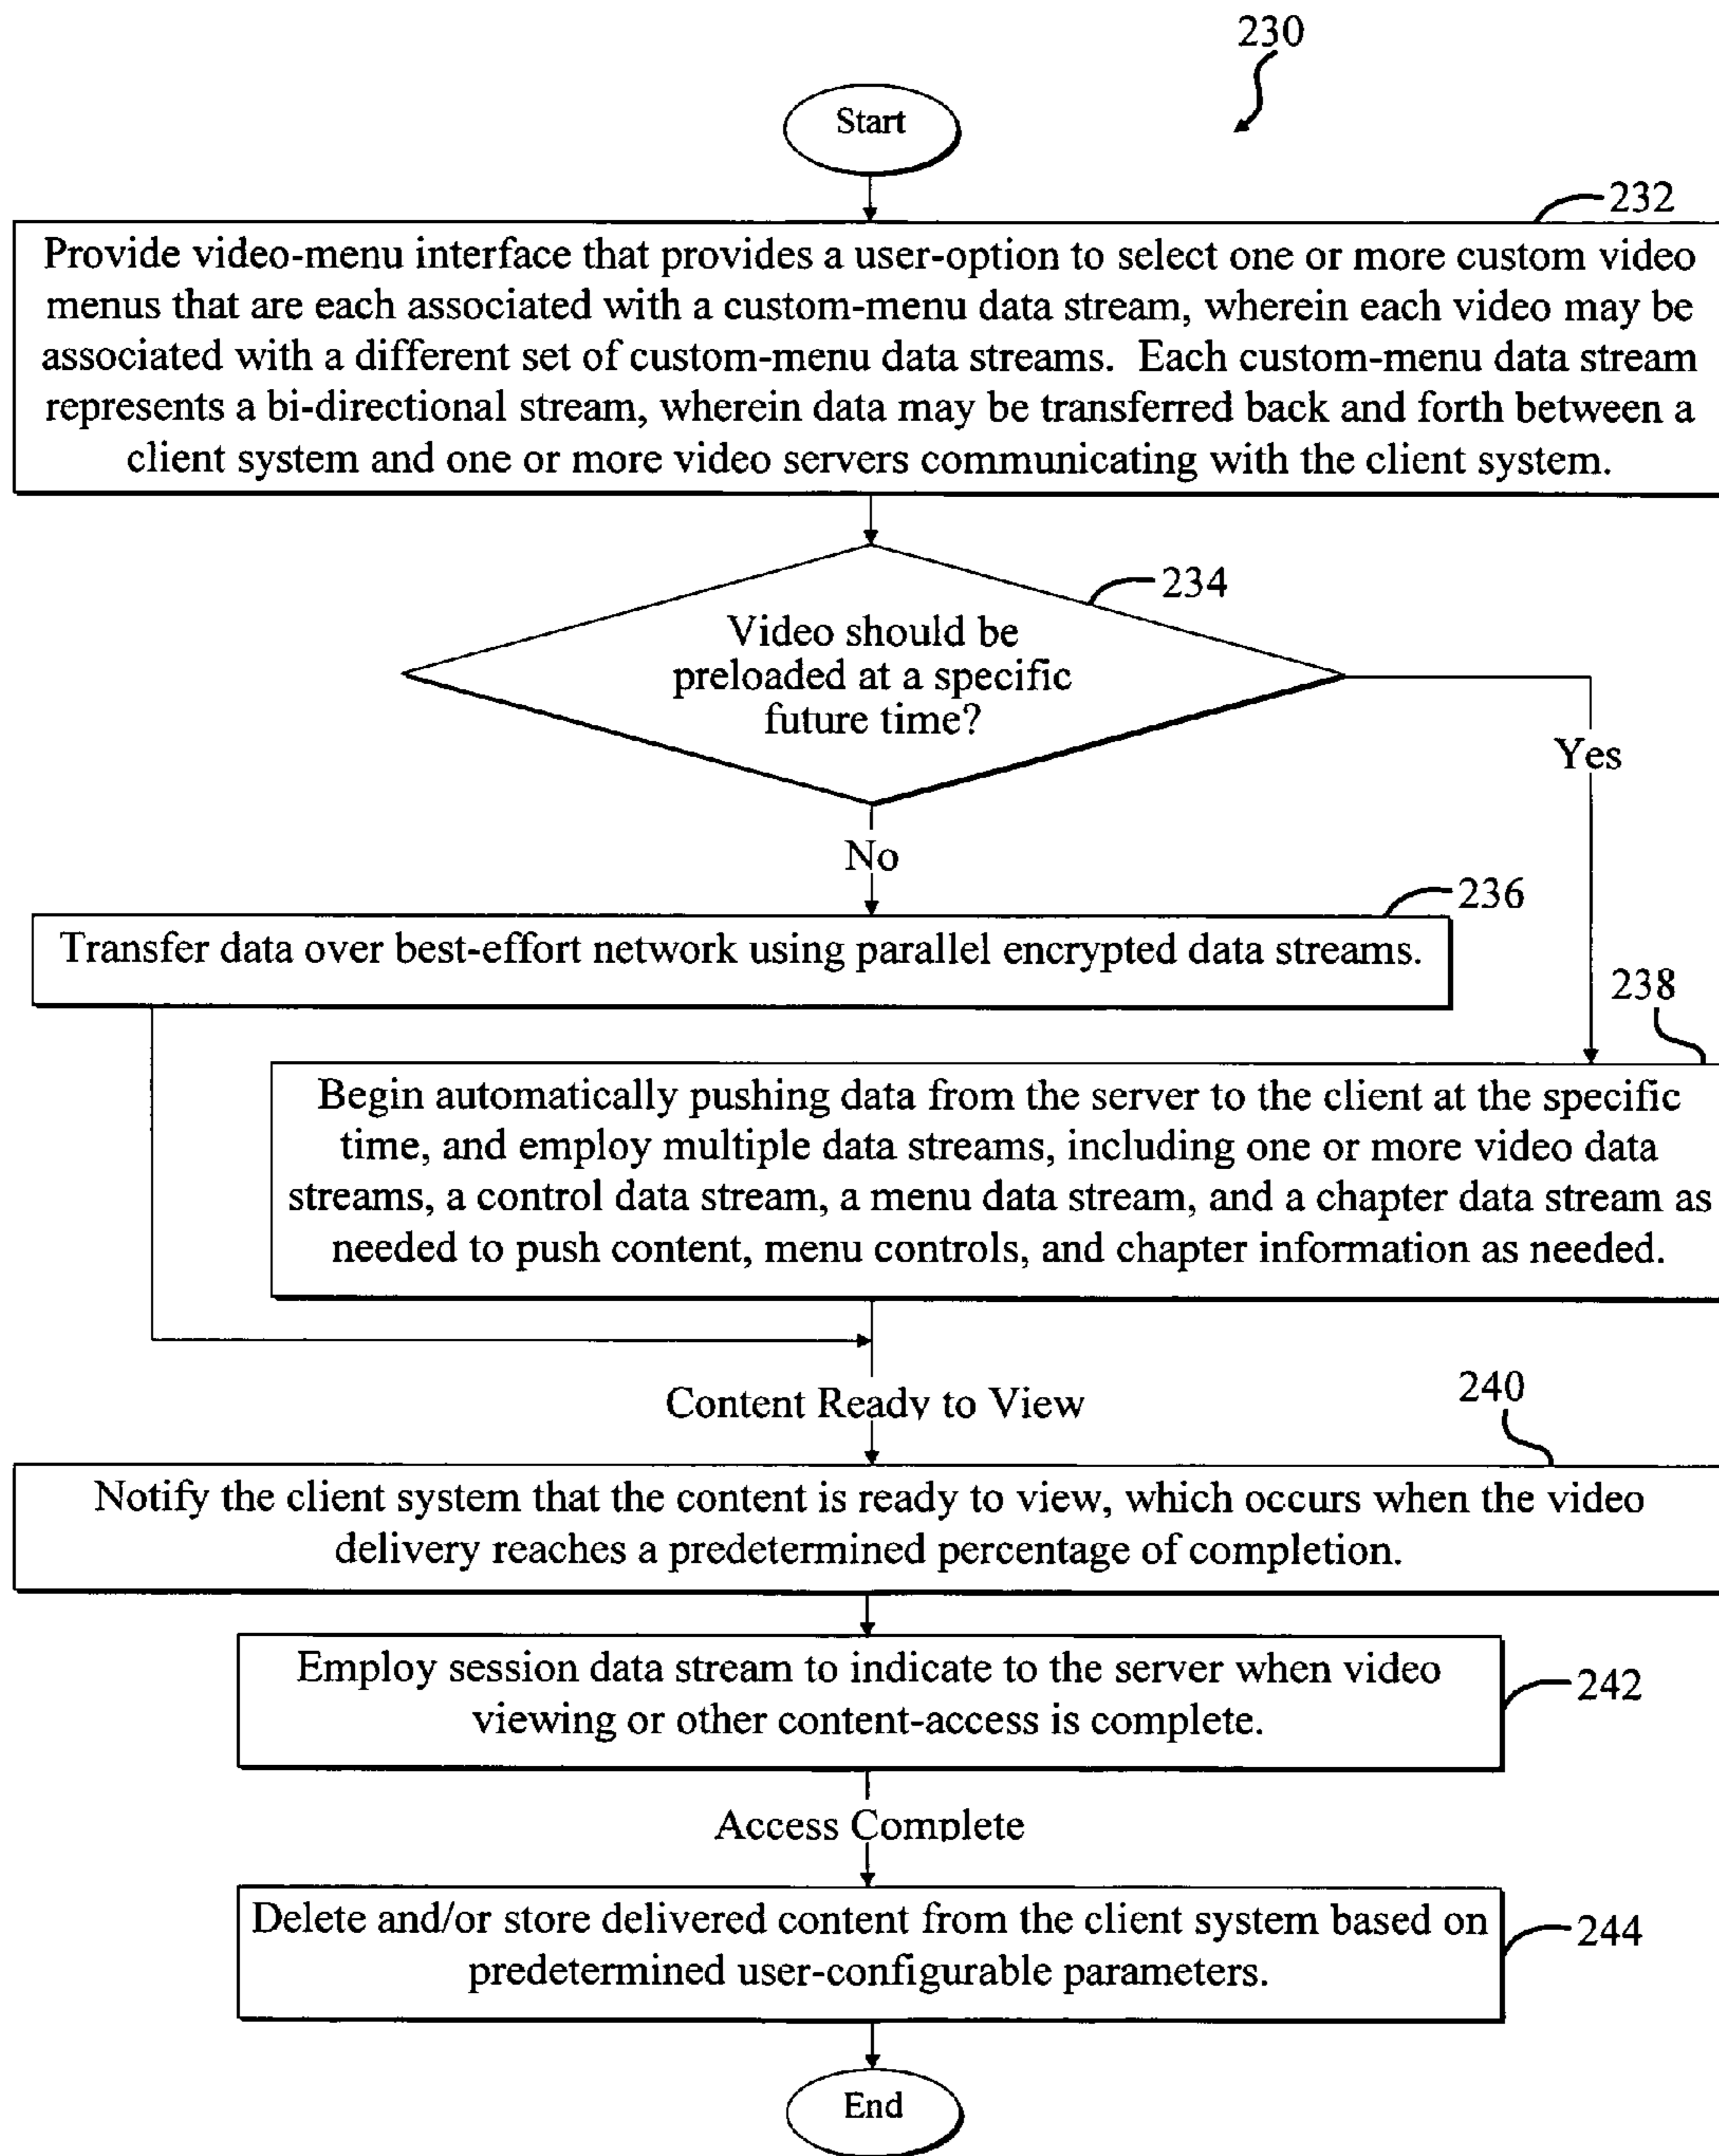 230
Start
232
Provide video-menu interface that provides a user-option to select one or more custom video
menus that are each associated with a custom-menu data stream, wherein each video may be
associated with a different set of custom-menu data streams. Each custom-menu data stream
represents a bi-directional stream, wherein data may be transferred back and forth between a
client system and one or more video servers communicating with the client system.
234
Video should be
preloaded at a specific
future time?
Yes
No
236
Transfer data over best-effort network using parallel encrypted data streams.
238
Begin automatically pushing data from the server to the client at the specific
time, and employ multiple data streams, including one or more video data
streams, a control data stream, a menu data stream, and a chapter data stream as
needed to push content, menu controls, and chapter information as needed.
Content Ready to View
240
Notify the client system that the content is ready to view, which occurs when the video
delivery reaches a predetermined percentage of completion.
Employ session data stream to indicate to the server when video
viewing or other content-access is complete.
242
Access Complete
Delete and/or store delivered content from the client system based on
predetermined user-configurable parameters.
244
End